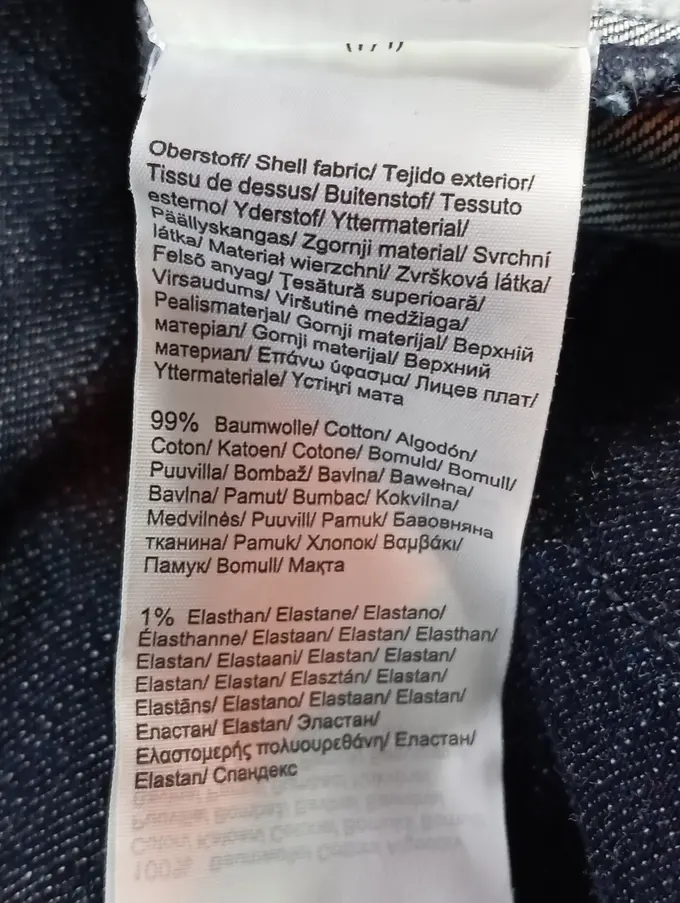 Oberstoff/ Shell fabric/ Tejido exterior/
Tissu de dessus/ Buitenstof/ Tessuto
esterno/ Yderstof/ Yttermaterial/
Päällyskangas/ Zgornji material/ Svrchní
látka/ Materiał wierzchni/ Zvršková látka/
Felső anyag/ Țesătură superioară/
Virsaudums/ Viršutinė medžiaga/
Pealismaterjal/ Gornji materijal/ Верхній
матеріал/ Gornji materijal/ Верхний
материал/ Επάνω ύφασμα/ Лицев плат/
Yttermateriale/ Үстіңгі мата
99% Baumwolle/ Cotton/ Algodón/
Coton/ Katoen/ Cotone/ Bomuld/ Bomull/
Puuvilla/ Bombaž/ Bavlna/ Bawełna/
Bavlna/ Pamut/ Bumbac/ Kokvilna/
Medvilnės/ Puuvill/ Pamuk/ Бавовняна
тканина/ Pamuk/ Хлопок/ Βαμβάκι/
Памук/ Bomull/ Мақта
1% Elasthan/ Elastane/ Elastano/
Élasthanne/ Elastaan/ Elastan/ Elasthan/
Elastan/ Elastaani/ Elastan/ Elastan/
Elastan/ Elastan/ Elasztán/ Elastan/
Elastāns/ Elastano/ Elastaan/ Elastan/
Еластан/ Elastan/ Эластан/
Ελαστομερής πολυουρεθάνη/ Еластан/
Elastan/ Спандекс
100%